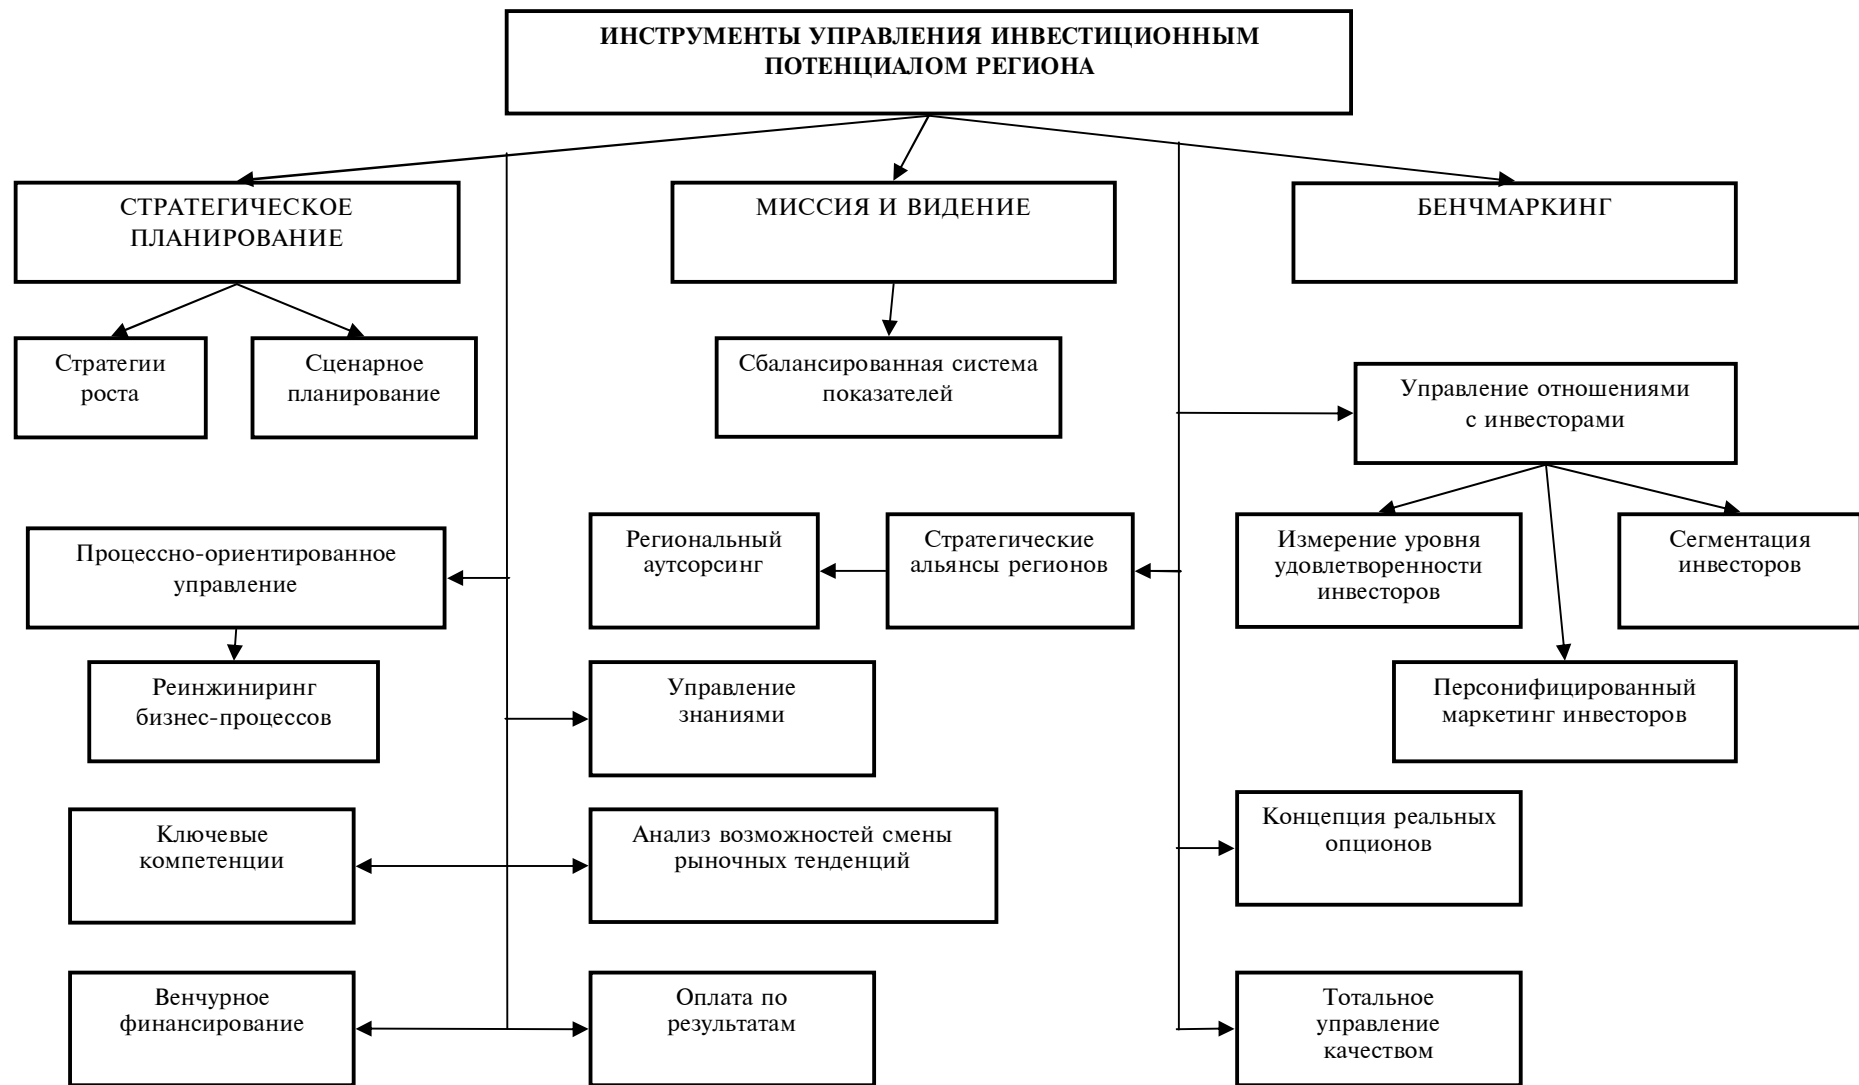 ИНСТРУМЕНТЫ УПРАВЛЕНИЯ ИНВЕСТИЦИОННЫМ
ПОТЕНЦИАЛОМ РЕГИОНА
СТРАТЕГИЧЕСКОЕ
ПЛАНИРОВАНИЕ
МИССИЯ И ВИДЕНИЕ
БЕНЧМАРКИНГ
Стратегии
роста
Сценарное
планирование
Сбалансированная система
показателей
Управление отношениями
с инвесторами
Процессно-ориентированное
управление
Региональный
аутсорсинг
Стратегические
альянсы регионов
Измерение уровня
удовлетворенности
инвесторов
Сегментация
инвесторов
Реинжиниринг
бизнес-процессов
Управление
знаниями
Персонифицированный
маркетинг инвесторов
Ключевые
компетенции
Анализ возможностей смены
рыночных тенденций
Концепция реальных
опционов
Венчурное
финансирование
Оплата по
результатам
Тотальное
управление
качеством